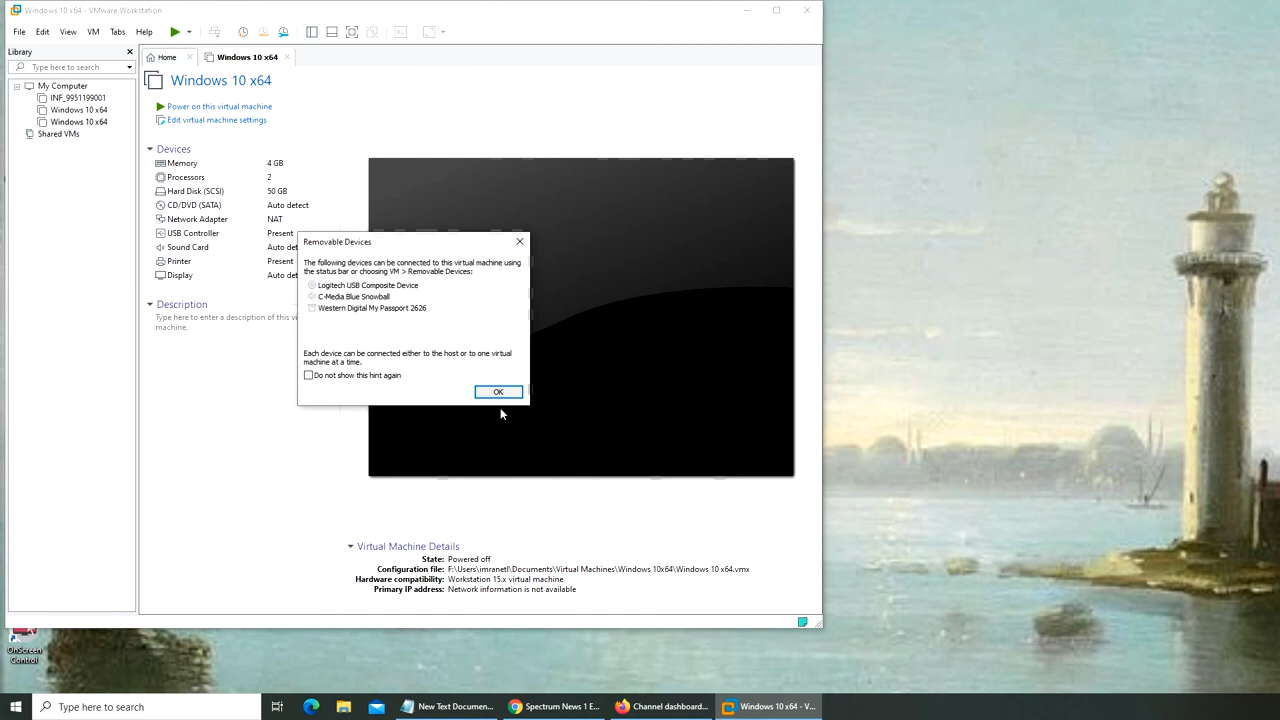 Windows 10 x64 - VMware Workstation
File Edit View VM Tabs Help
Library
Type here to search
My Computer
INF_9951199001
Windows 10 x64
Windows 10 x64
Shared VMs
Home
Windows 10 x64
Windows 10 x64
Power on this virtual machine
Edit virtual machine settings
Devices
Memory 4 GB
Processors 2
Hard Disk (SCSI) 50 GB
CD/DVD (SATA) Auto detect
Network Adapter NAT
USB Controller Present
Sound Card Auto de
Printer Present
Display Auto de
Description
Type here to enter a description of this vi
machine.
Removable Devices
The following devices can be connected to this virtual machine using
the status bar or choosing VM > Removable Devices:
Logitech USB Composite Device
C-Media Blue Snowball
Western Digital My Passport 2626
Each device can be connected either to the host or to one virtual
machine at a time.
Do not show this hint again
OK
Virtual Machine Details
State: Powered off
Configuration file: F:\Users\imranetl\Documents\Virtual Machines\Windows 10x64\Windows 10 x64.vmx
Hardware compatibility: Workstation 15.x virtual machine
Primary IP address: Network information is not available
OnScreen
Control
Type here to search
New Text Documen...
Spectrum News 1 E...
Channel dashboard...
Windows 10 x64 - V...